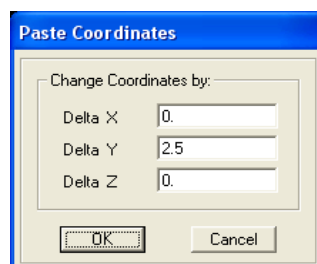 Paste Coordinates
Change Coordinates by:
Delta X 0.
Delta Y 2.5
Delta Z 0.
OK Cancel